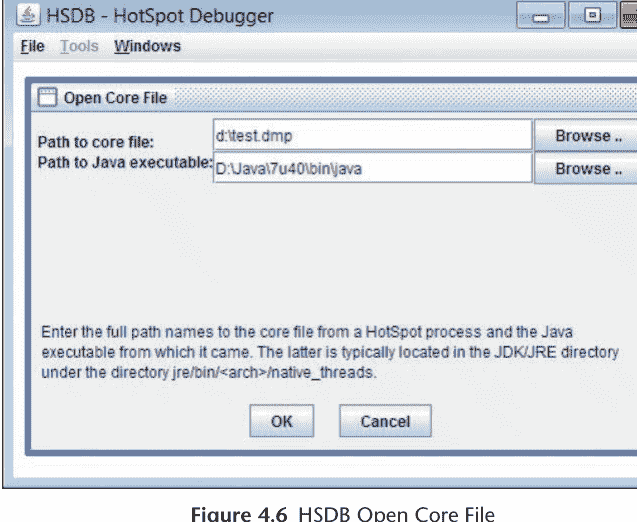 HSDB - HotSpot Debugger
File Tools Windows
Open Core File
Path to core file: d:\test.dmp Browse ..
Path to Java executable: D:\Java\7u40\bin\java Browse ..
Enter the full path names to the core file from a HotSpot process and the Java
executable from which it came. The latter is typically located in the JDK/JRE directory
under the directory jre/bin/<arch>/native_threads.
OK Cancel
Figure 4.6 HSDB Open Core File